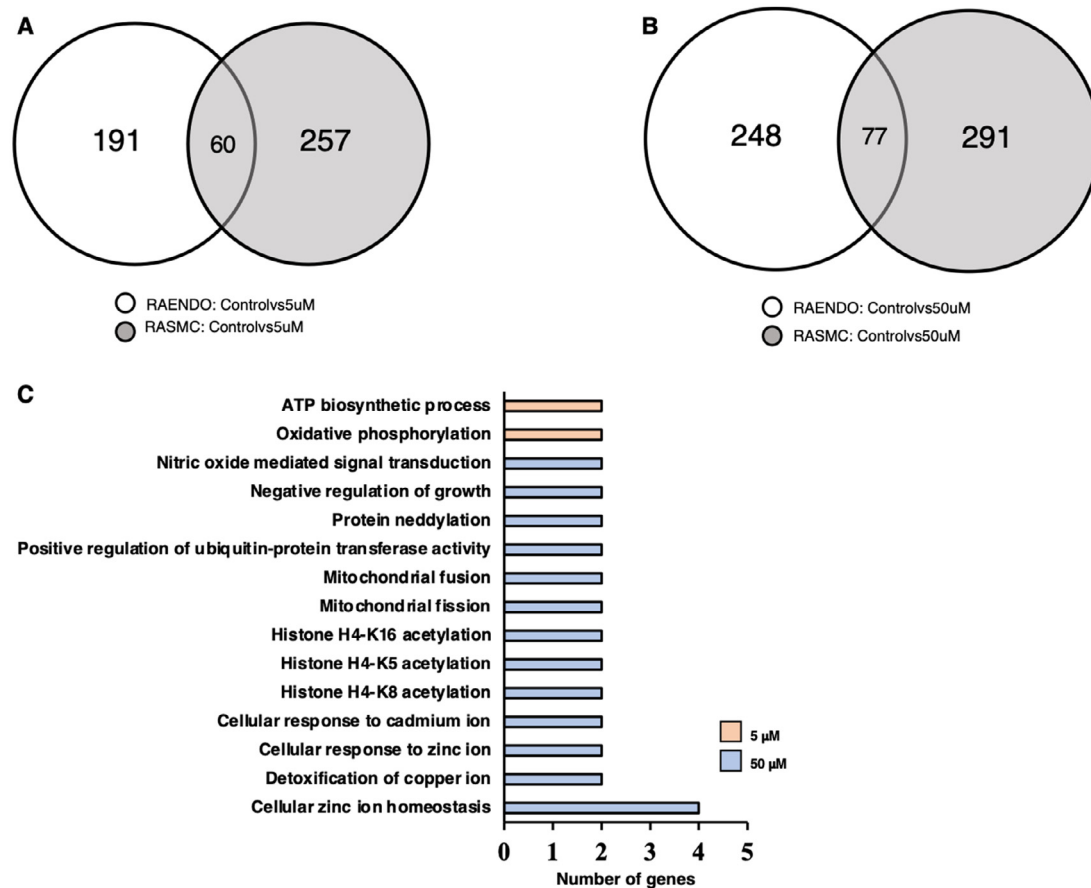 A
191
60
257
RAENDO: Controlvs5uM
RASMC: Controlvs5uM
B
248
77
291
RAENDO: Controlvs50uM
RASMC: Controlvs50uM
C
ATP biosynthetic process
Oxidative phosphorylation
Nitric oxide mediated signal transduction
Negative regulation of growth
Protein neddylation
Positive regulation of ubiquitin-protein transferase activity
Mitochondrial fusion
Mitochondrial fission
Histone H4-K16 acetylation
Histone H4-K5 acetylation
Histone H4-K8 acetylation
Cellular response to cadmium ion
Cellular response to zinc ion
Detoxification of copper ion
Cellular zinc ion homeostasis
5 µM
50 µM
0 1 2 3 4 5
Number of genes